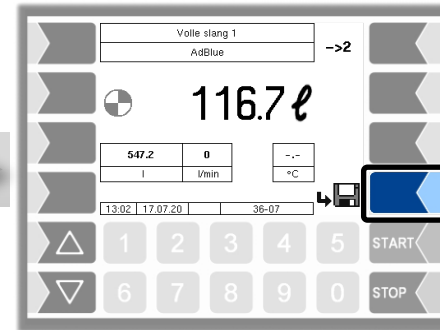 Volle slang 1
AdBlue
->2
116.7 ℓ
547.2 0 -.-
l l/min °C
13:02 17.07.20 36-07
1 2 3 4 5 START
6 7 8 9 0 STOP